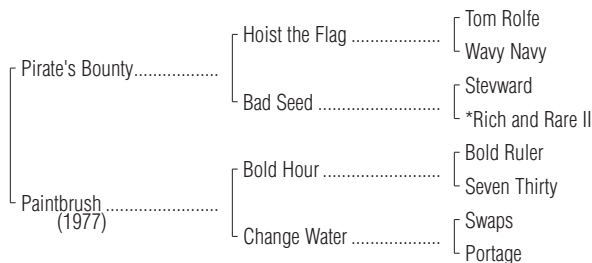 Tom Rolfe
Hoist the Flag ....................
Wavy Navy
Pirate's Bounty...................
Stevward
Bad Seed ...........................
*Rich and Rare II
Bold Ruler
Bold Hour ..........................
Seven Thirty
Paintbrush .........................
(1977)
Swaps
Change Water ....................
Portage